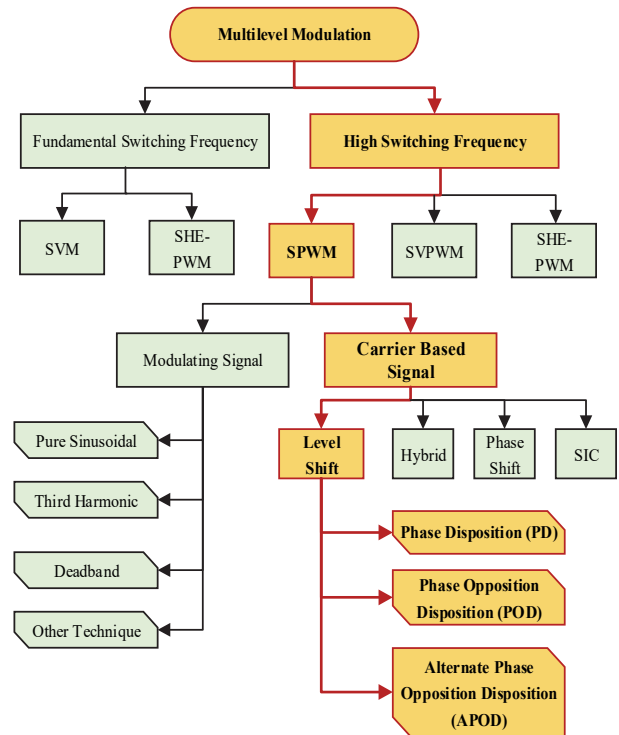 Multilevel Modulation
Fundamental Switching Frequency
High Switching Frequency
SVM
SHE-
PWM
SPWM
SVPWM
SHE-
PWM
Modulating Signal
Carrier Based
Signal
Pure Sinusoidal
Third Harmonic
Deadband
Other Technique
Level
Shift
Hybrid
Phase
Shift
SIC
Phase Disposition (PD)
Phase Opposition
Disposition (POD)
Alternate Phase
Opposition Disposition
(APOD)